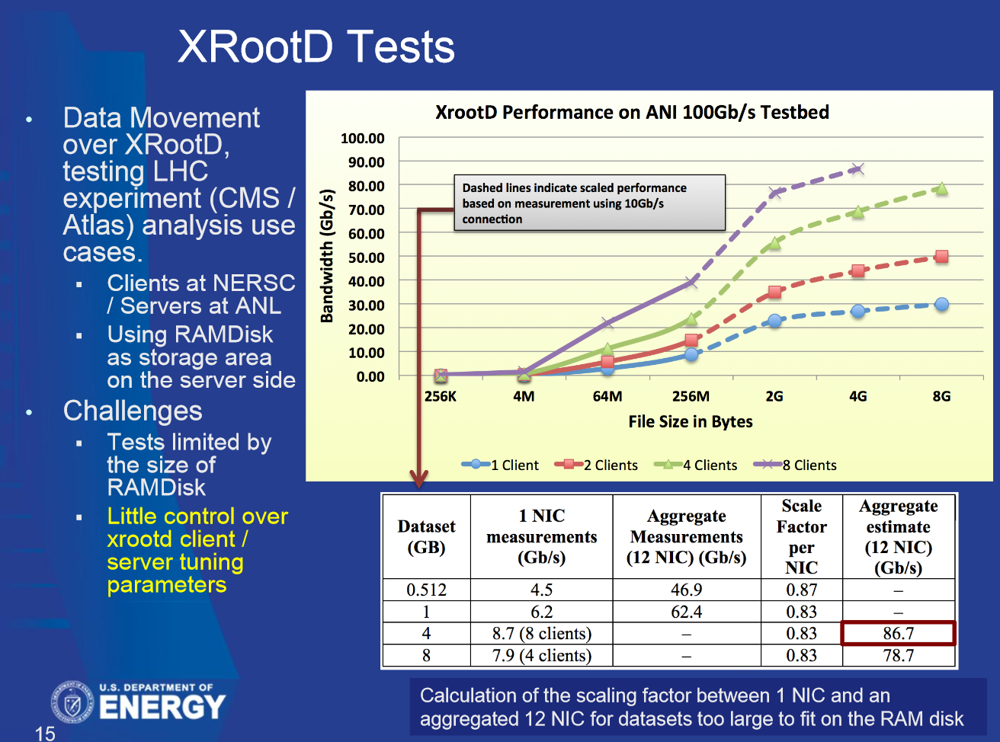 XRootD Tests
• Data Movement
over XRootD,
testing LHC
experiment (CMS /
Atlas) analysis use
cases.
▪ Clients at NERSC
/ Servers at ANL
▪ Using RAMDisk
as storage area
on the server side
• Challenges
▪ Tests limited by
the size of
RAMDisk
▪ Little control over
xrootd client /
server tuning
parameters
XrootD Performance on ANI 100Gb/s Testbed
Bandwidth (Gb/s)
100.00
90.00
80.00
70.00
60.00
50.00
40.00
30.00
20.00
10.00
0.00
Dashed lines indicate scaled performance
based on measurement using 10Gb/s
connection
256K 4M 64M 256M 2G 4G 8G
File Size in Bytes
1 Client 2 Clients 4 Clients 8 Clients
Dataset (GB) | 1 NIC measurements (Gb/s) | Aggregate Measurements (12 NIC) (Gb/s) | Scale Factor per NIC | Aggregate estimate (12 NIC) (Gb/s)
0.512 | 4.5 | 46.9 | 0.87 | –
1 | 6.2 | 62.4 | 0.83 | –
4 | 8.7 (8 clients) | – | 0.83 | 86.7
8 | 7.9 (4 clients) | – | 0.83 | 78.7
Calculation of the scaling factor between 1 NIC and an
aggregated 12 NIC for datasets too large to fit on the RAM disk
U.S. DEPARTMENT OF
ENERGY
15